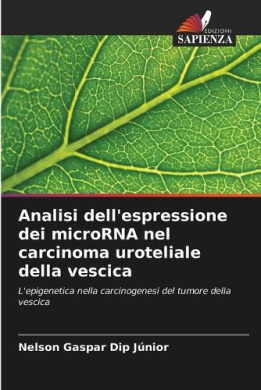 EDIZIONI
SAPIENZA
Analisi dell'espressione
dei microRNA nel
carcinoma uroteliale
della vescica
L'epigenetica nella carcinogenesi del tumore della
vescica
Nelson Gaspar Dip Júnior